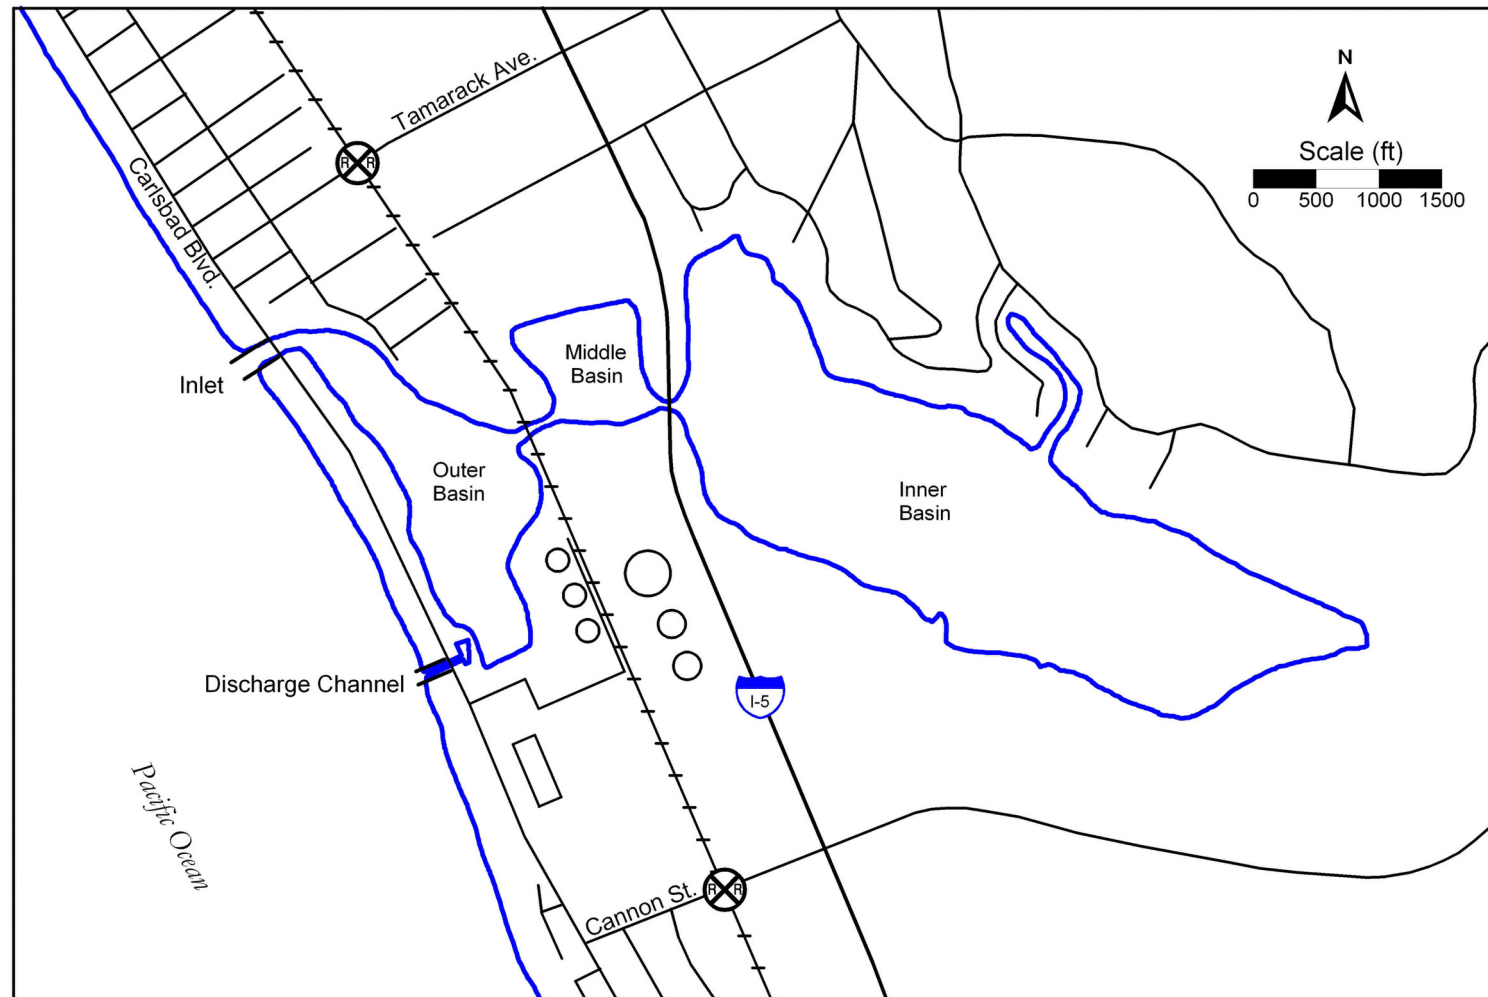 N
Scale (ft)
0 500 1000 1500
Tamarack Ave.
R R
Carlsbad Blvd.
Inlet
Middle
Basin
Outer
Basin
Inner
Basin
Discharge Channel
I-5
Pacific Ocean
Cannon St.
R R